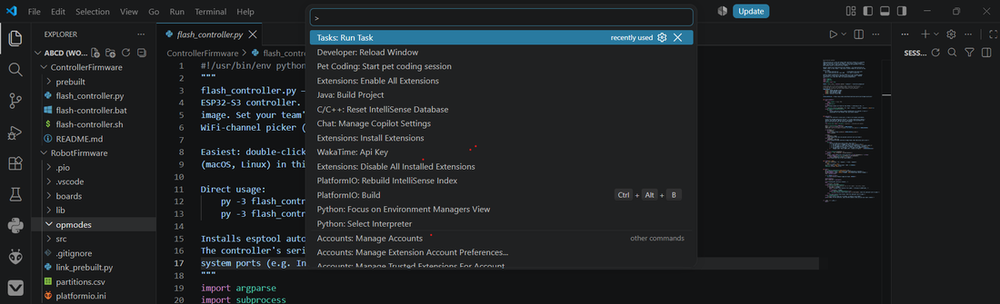 File Edit Selection View Go Run Terminal Help
>
Update
EXPLORER
flash_controller.py
Tasks: Run Task
recently used
SESS...
ABCD (WO...
ControllerFirmware > flash_con
Developer: Reload Window
ControllerFirmware
1 #!/usr/bin/env python
Pet Coding: Start pet coding session
prebuilt
2 """
Extensions: Enable All Extensions
flash_controller.py
3 flash_controller.py —
Java: Build Project
flash-controller.bat
4 ESP32-S3 controller.
C/C++: Reset IntelliSense Database
flash-controller.sh
5 image. Set your team'
Chat: Manage Copilot Settings
README.md
6 WiFi-channel picker (
Extensions: Install Extensions
RobotFirmware
7
WakaTime: Api Key
.pio
8 Easiest: double-click
Extensions: Disable All Installed Extensions
.vscode
9 (macOS, Linux) in thi
PlatformIO: Rebuild IntelliSense Index
boards
10
PlatformIO: Build
Ctrl + Alt + B
lib
11 Direct usage:
Python: Focus on Environment Managers View
opmodes
12 py -3 flash_contr
Python: Select Interpreter
src
13 py -3 flash_contr
Accounts: Manage Accounts
other commands
.gitignore
14
Accounts: Manage Extension Account Preferences...
link_prebuilt.py
15 Installs esptool auto
Accounts: Manage Trusted Extensions For Account
partitions.csv
16 The controller's seri
platformio.ini
17 system ports (e.g. In
18 """
19 import argparse
20 import subprocess